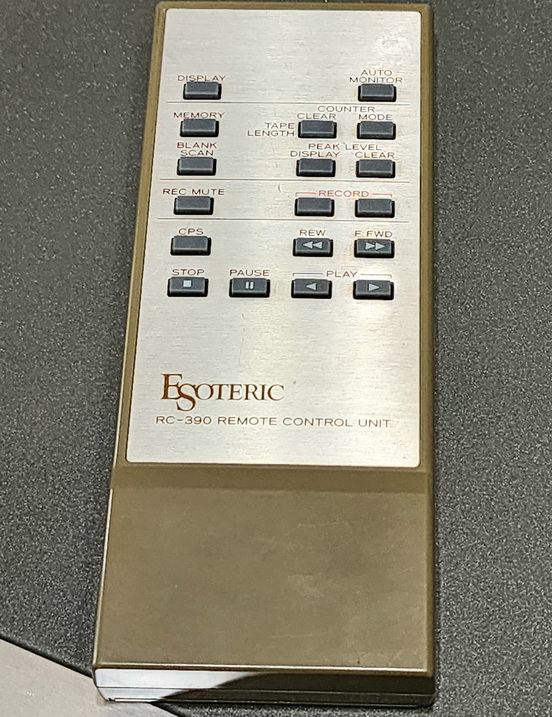 DISPLAY
AUTO
MONITOR
MEMORY
COUNTER
TAPE
LENGTH
CLEAR
MODE
BLANK
SCAN
PEAK LEVEL
DISPLAY
CLEAR
REC MUTE
RECORD
CPS
REW
F.FWD
STOP
PAUSE
PLAY
ESOTERIC
RC-390 REMOTE CONTROL UNIT